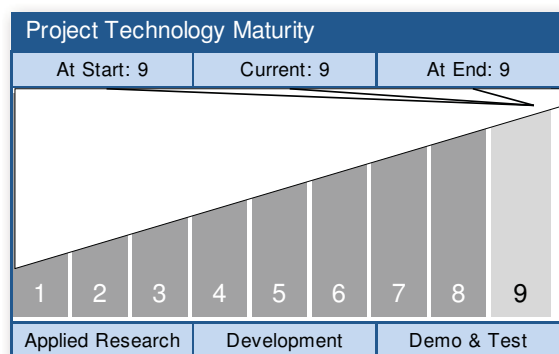 Project Technology Maturity
At Start: 9 Current: 9 At End: 9
1 2 3 4 5 6 7 8 9
Applied Research Development Demo & Test